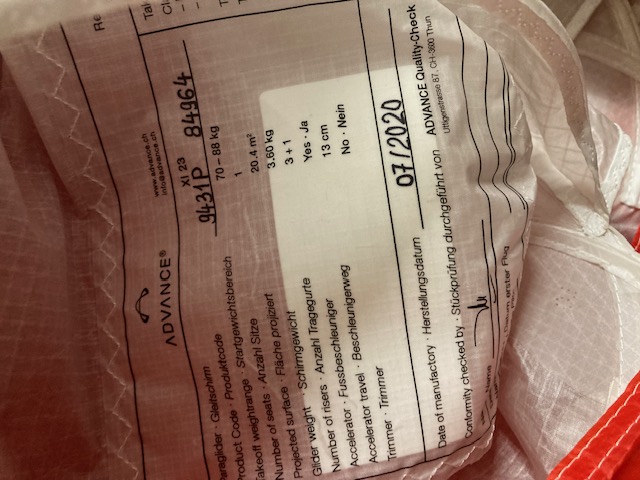 ADVANCE®
www.advance.ch
info@advance.ch
Paraglider · Gleitschirm XI 23
Product Code · Produktcode 9431P 84964
Takeoff weightrange · Startgewichtsbereich 70 – 88 kg
Number of seats · Anzahl Sitze 1
Projected surface · Fläche projiziert 20.4 m²
Glider weight · Schirmgewicht 3.60 kg
Number of risers · Anzahl Tragegurte 3 + 1
Accelerator · Fussbeschleuniger Yes · Ja
Accelerator travel · Beschleunigerweg 13 cm
Trimmer · Trimmer No · Nein
Date of manufactory · Herstellungsdatum 07/2020
Conformity checked by · Stückprüfung durchgeführt von ADVANCE Quality-Check
Uttigenstrasse 87, CH-3600 Thun
erster Flug